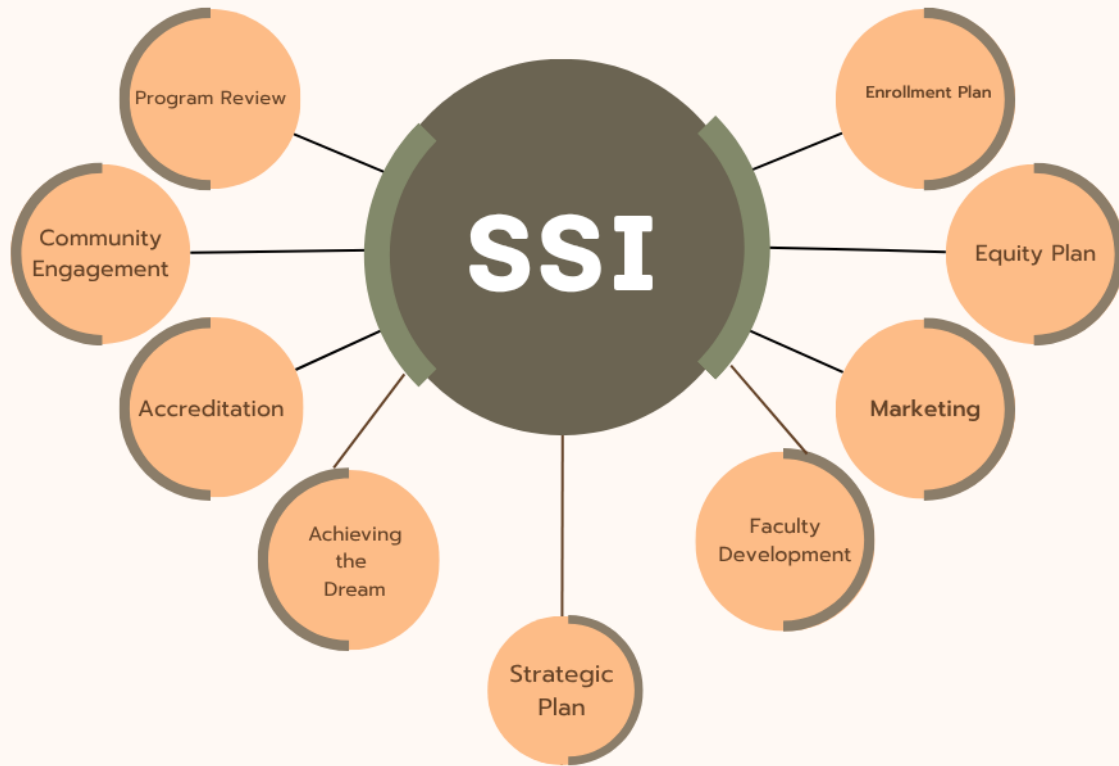 Program Review
Enrollment Plan
SSI
Community
Engagement
Equity Plan
Accreditation
Marketing
Achieving
the
Dream
Faculty
Development
Strategic
Plan